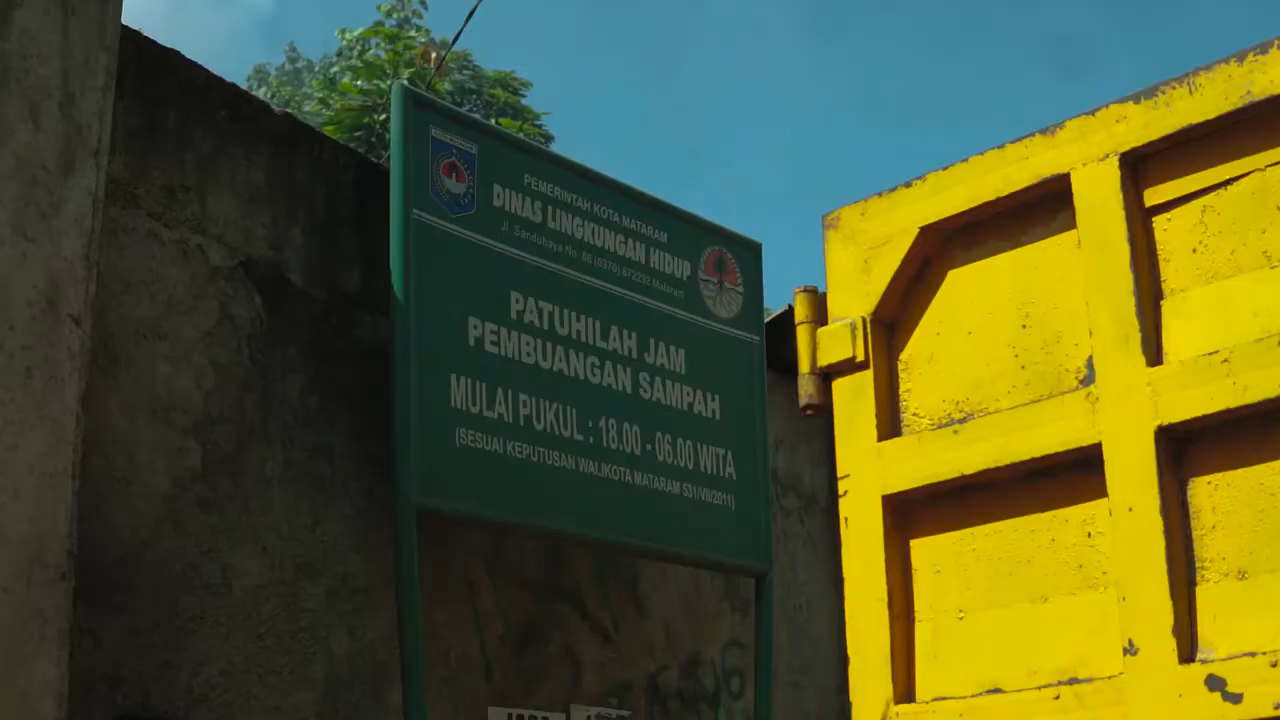 PEMERINTAH KOTA MATARAM
DINAS LINGKUNGAN HIDUP
Jl. Sandubaya No. 86 (0370) 672232 Mataram
PATUHILAH JAM
PEMBUANGAN SAMPAH
MULAI PUKUL : 18.00 - 06.00 WITA
(SESUAI KEPUTUSAN WALIKOTA MATARAM 531/VII/2011)